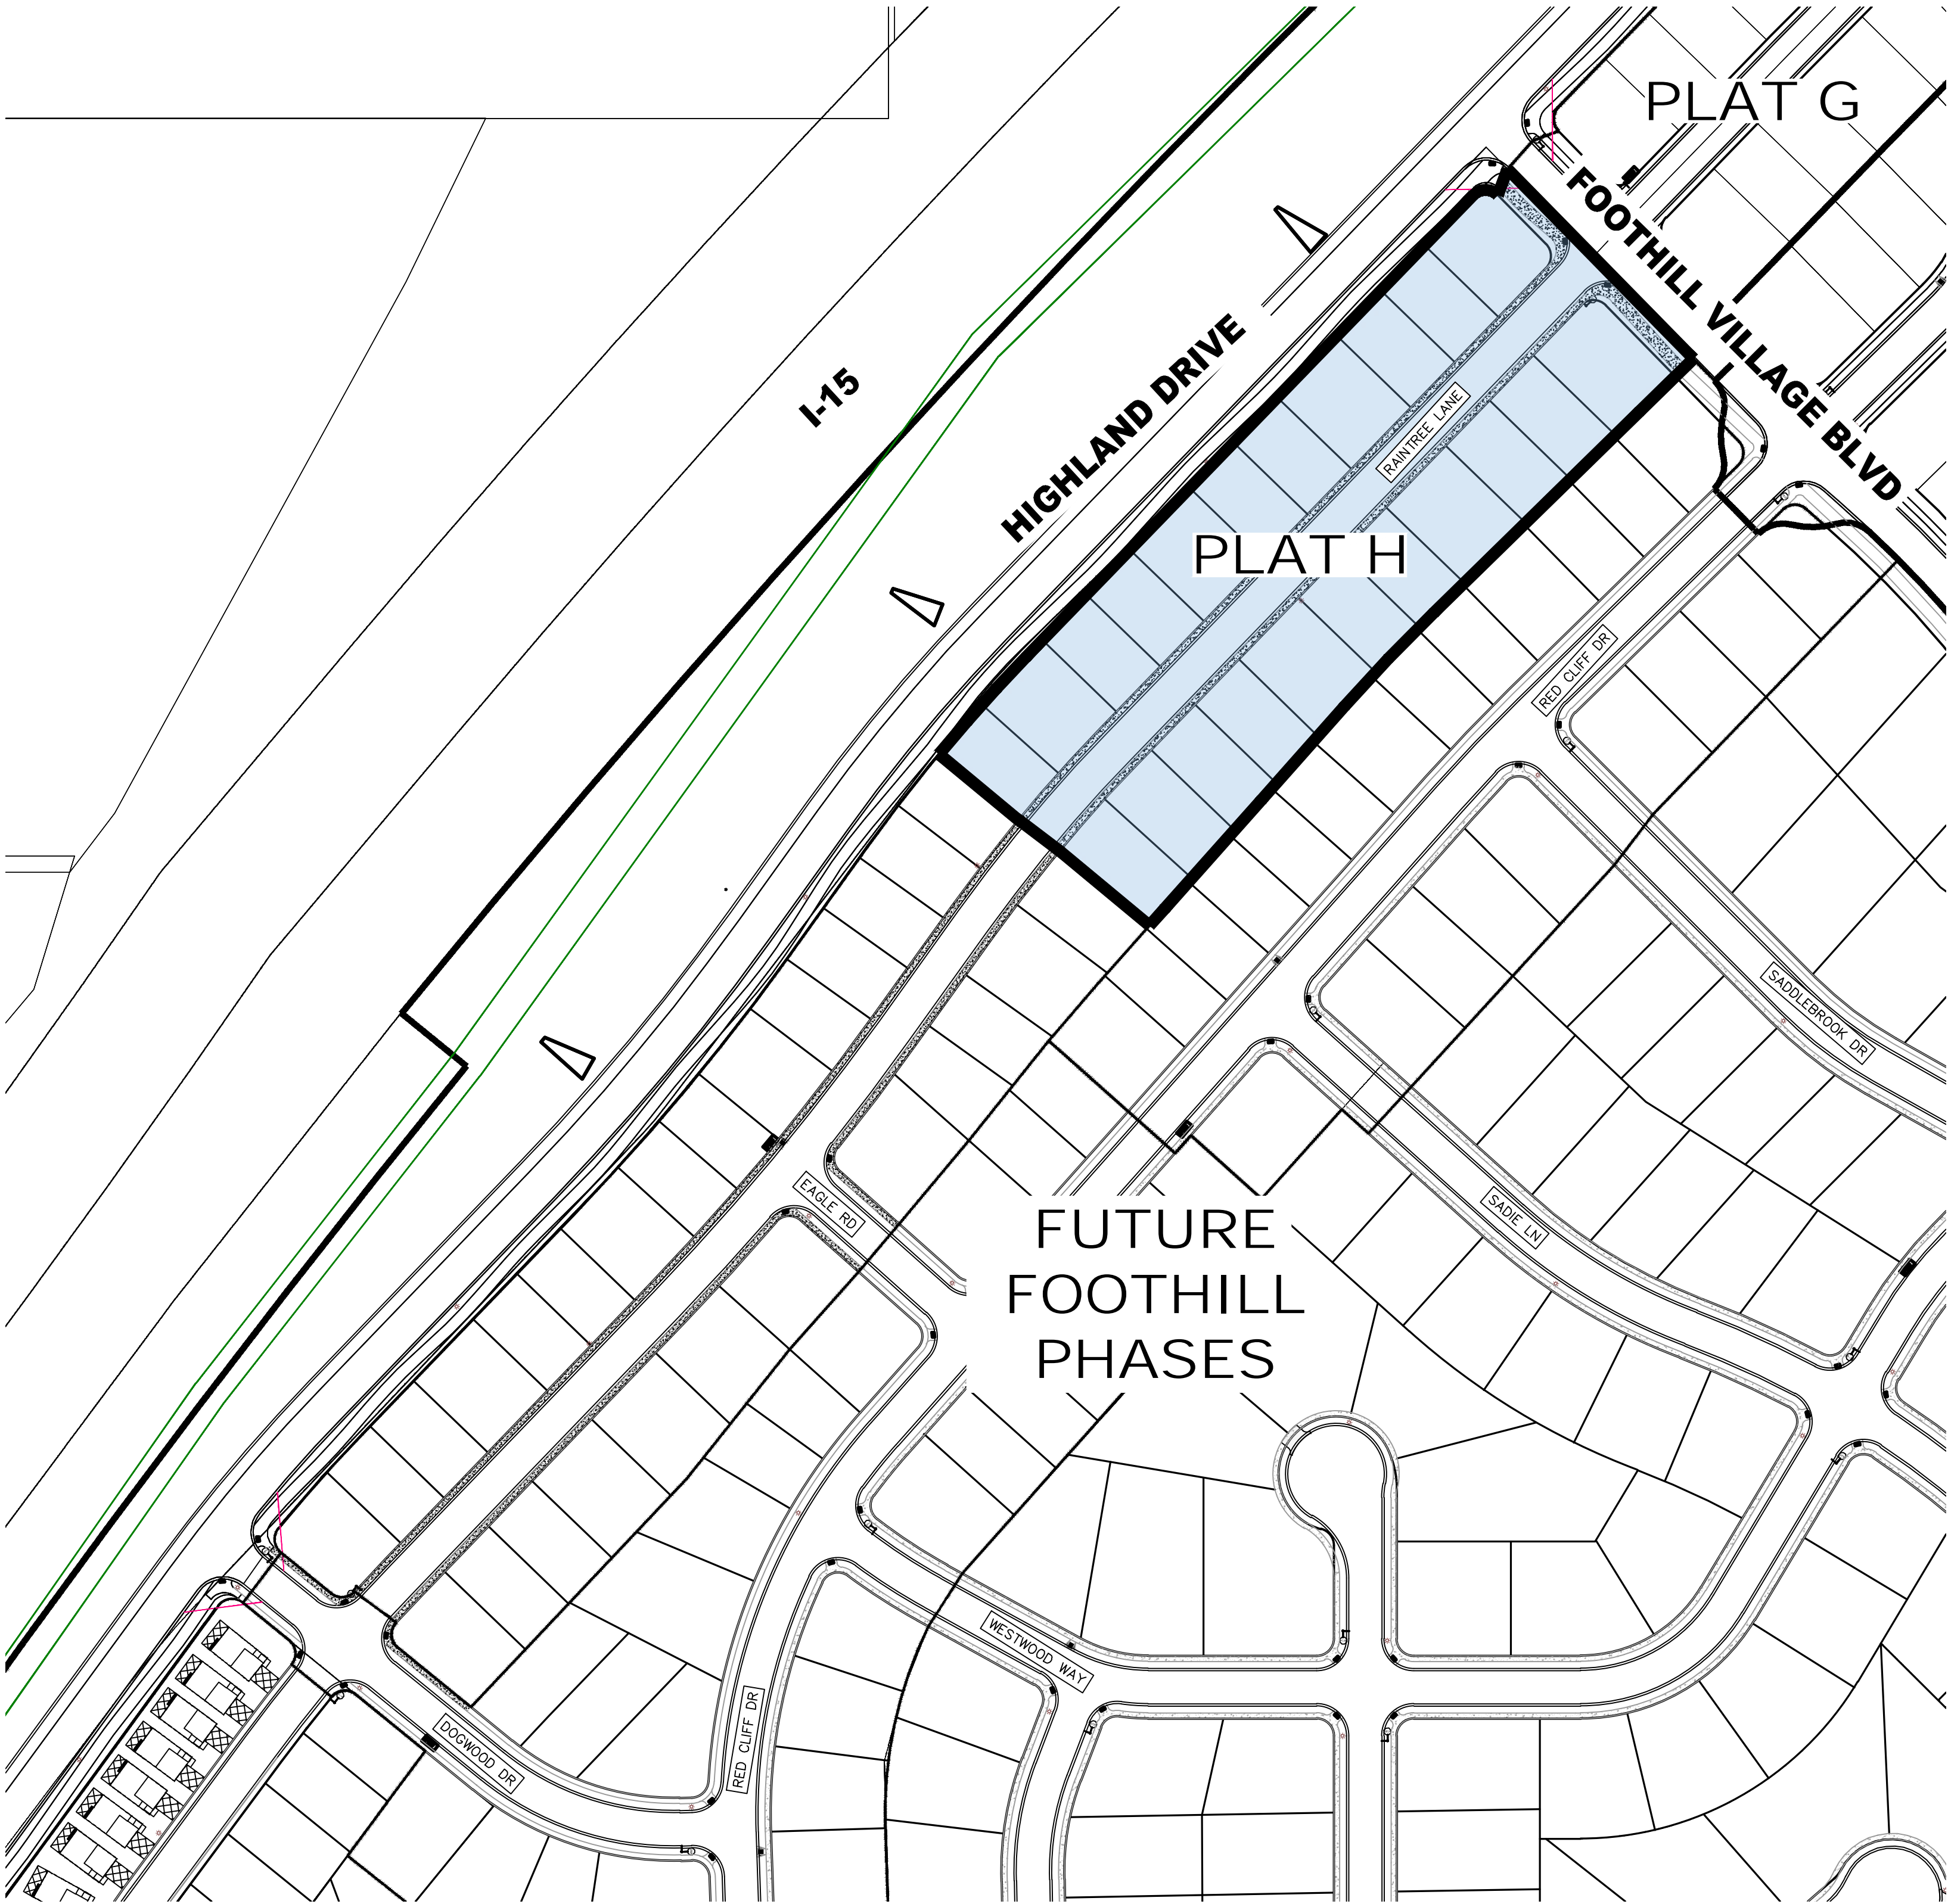 PLAT G
FOOTHILL VILLAGE BLVD
I-15
HIGHLAND DRIVE
RAINTREE LANE
PLAT H
RED CLIFF DR
SADDLEBROOK DR
EAGLE RD
SADIE LN
FUTURE
FOOTHILL
PHASES
WESTWOOD WAY
RED CLIFF DR
DOGWOOD DR